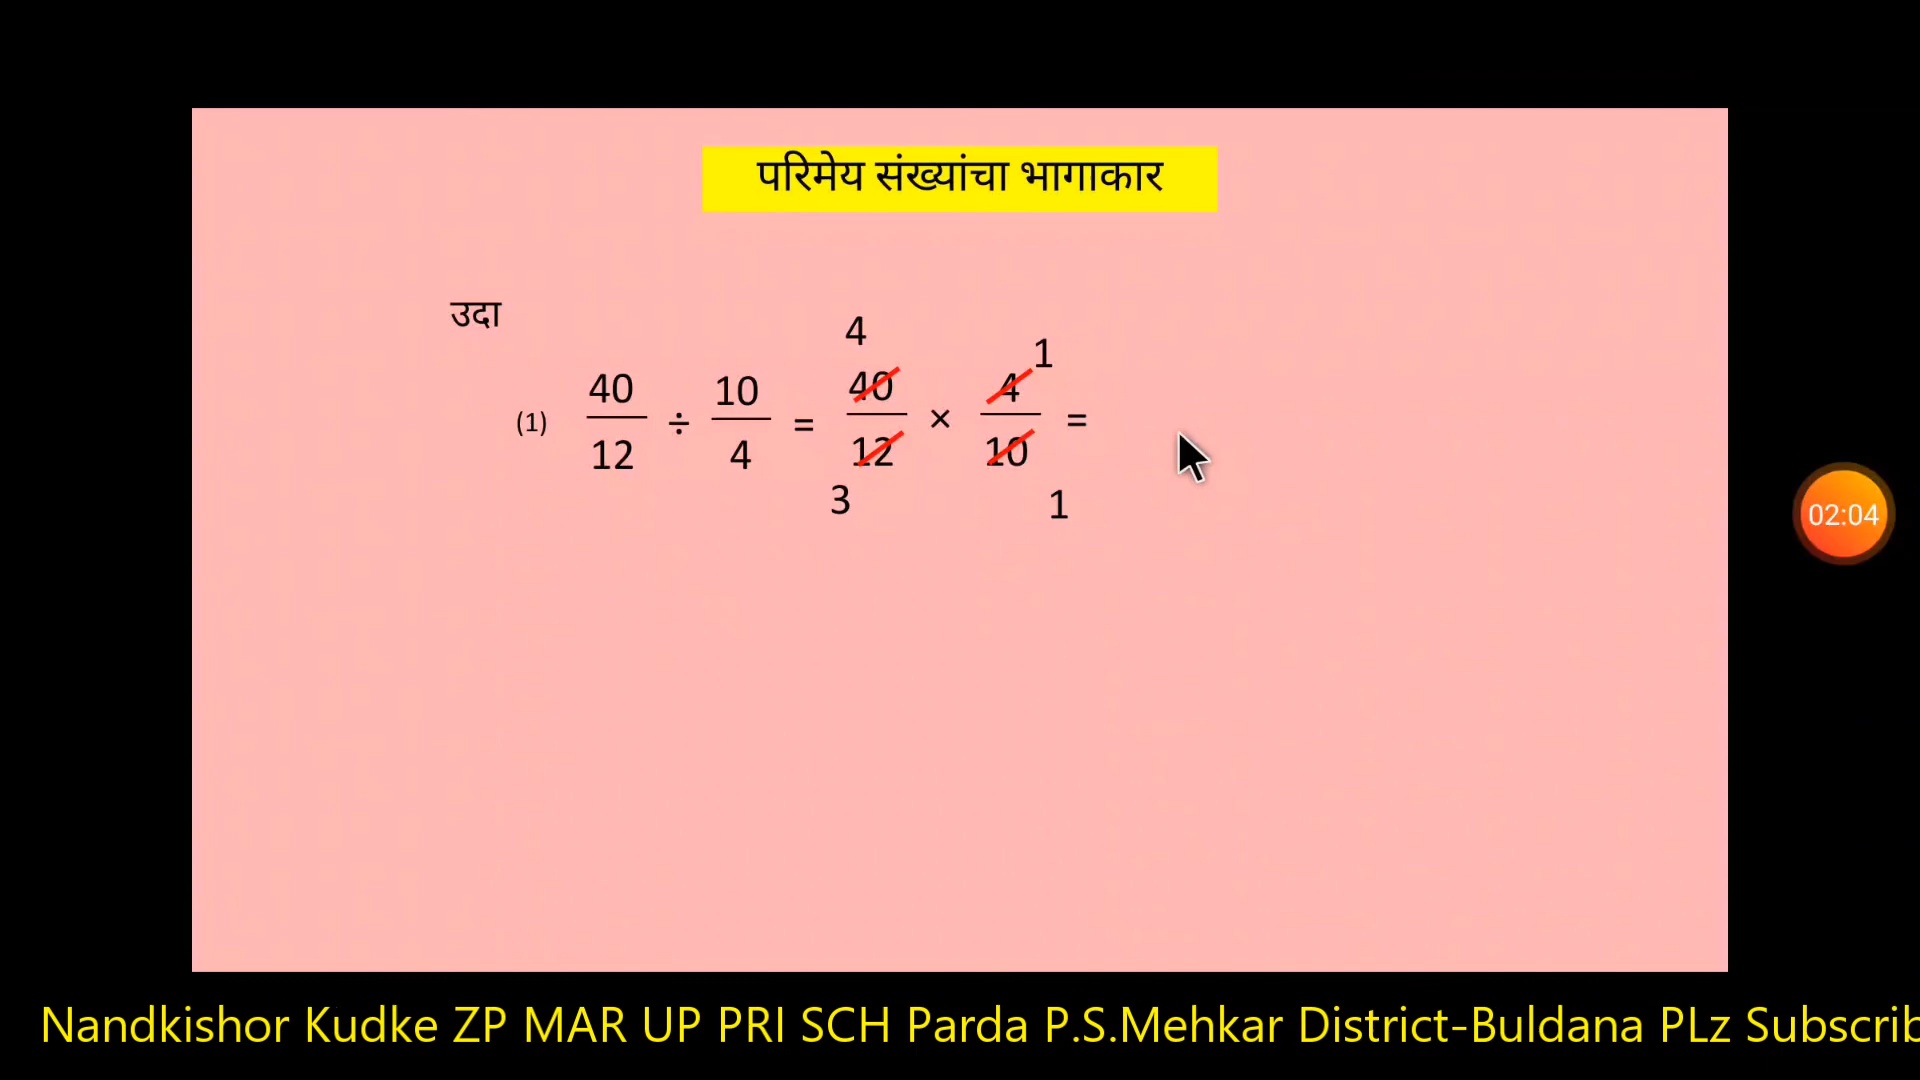 परिमेय संख्यांचा भागाकार
उदा
4 1
40 10 40 4
(1) ÷ = × =
12 4 12 10
3 1
02:04
Nandkishor Kudke ZP MAR UP PRI SCH Parda P.S.Mehkar District-Buldana PLz Subscrib